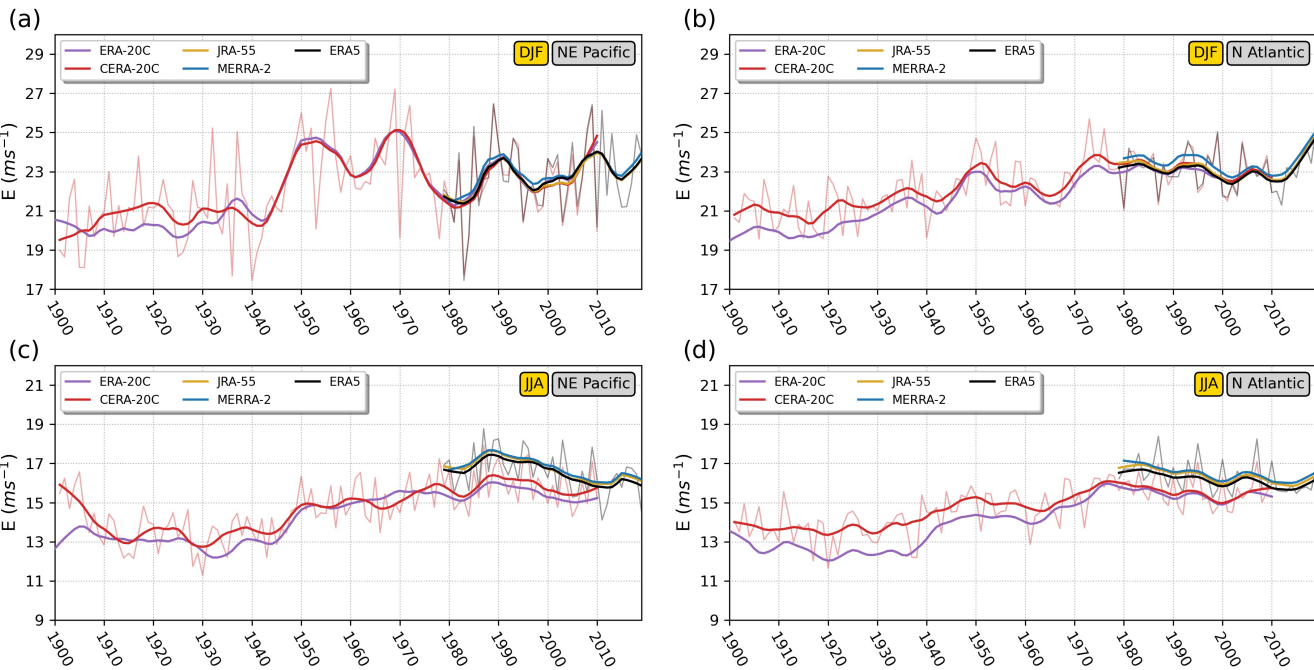 (a)
ERA-20C JRA-55 ERA5
CERA-20C MERRA-2
DJF NE Pacific
E (ms⁻¹)
29
27
25
23
21
19
17
1900 1910 1920 1930 1940 1950 1960 1970 1980 1990 2000 2010
(b)
ERA-20C JRA-55 ERA5
CERA-20C MERRA-2
DJF N Atlantic
E (ms⁻¹)
29
27
25
23
21
19
17
1900 1910 1920 1930 1940 1950 1960 1970 1980 1990 2000 2010
(c)
ERA-20C JRA-55 ERA5
CERA-20C MERRA-2
JJA NE Pacific
E (ms⁻¹)
21
19
17
15
13
11
9
1900 1910 1920 1930 1940 1950 1960 1970 1980 1990 2000 2010
(d)
ERA-20C JRA-55 ERA5
CERA-20C MERRA-2
JJA N Atlantic
E (ms⁻¹)
21
19
17
15
13
11
9
1900 1910 1920 1930 1940 1950 1960 1970 1980 1990 2000 2010